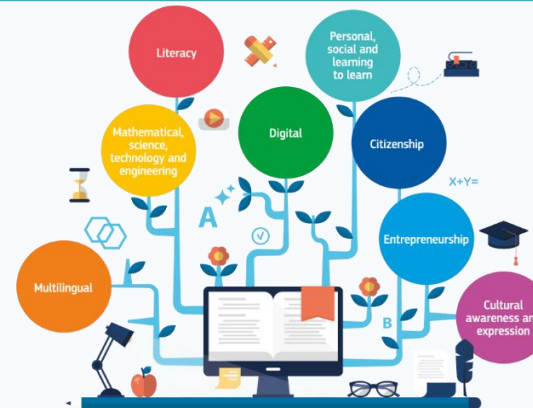 Literacy
Personal,
social and
learning
to learn
Mathematical,
science,
technology and
engineering
Digital
Citizenship
X+Y=
A
Entrepreneurship
Multilingual
B
Cultural
awareness an
expression